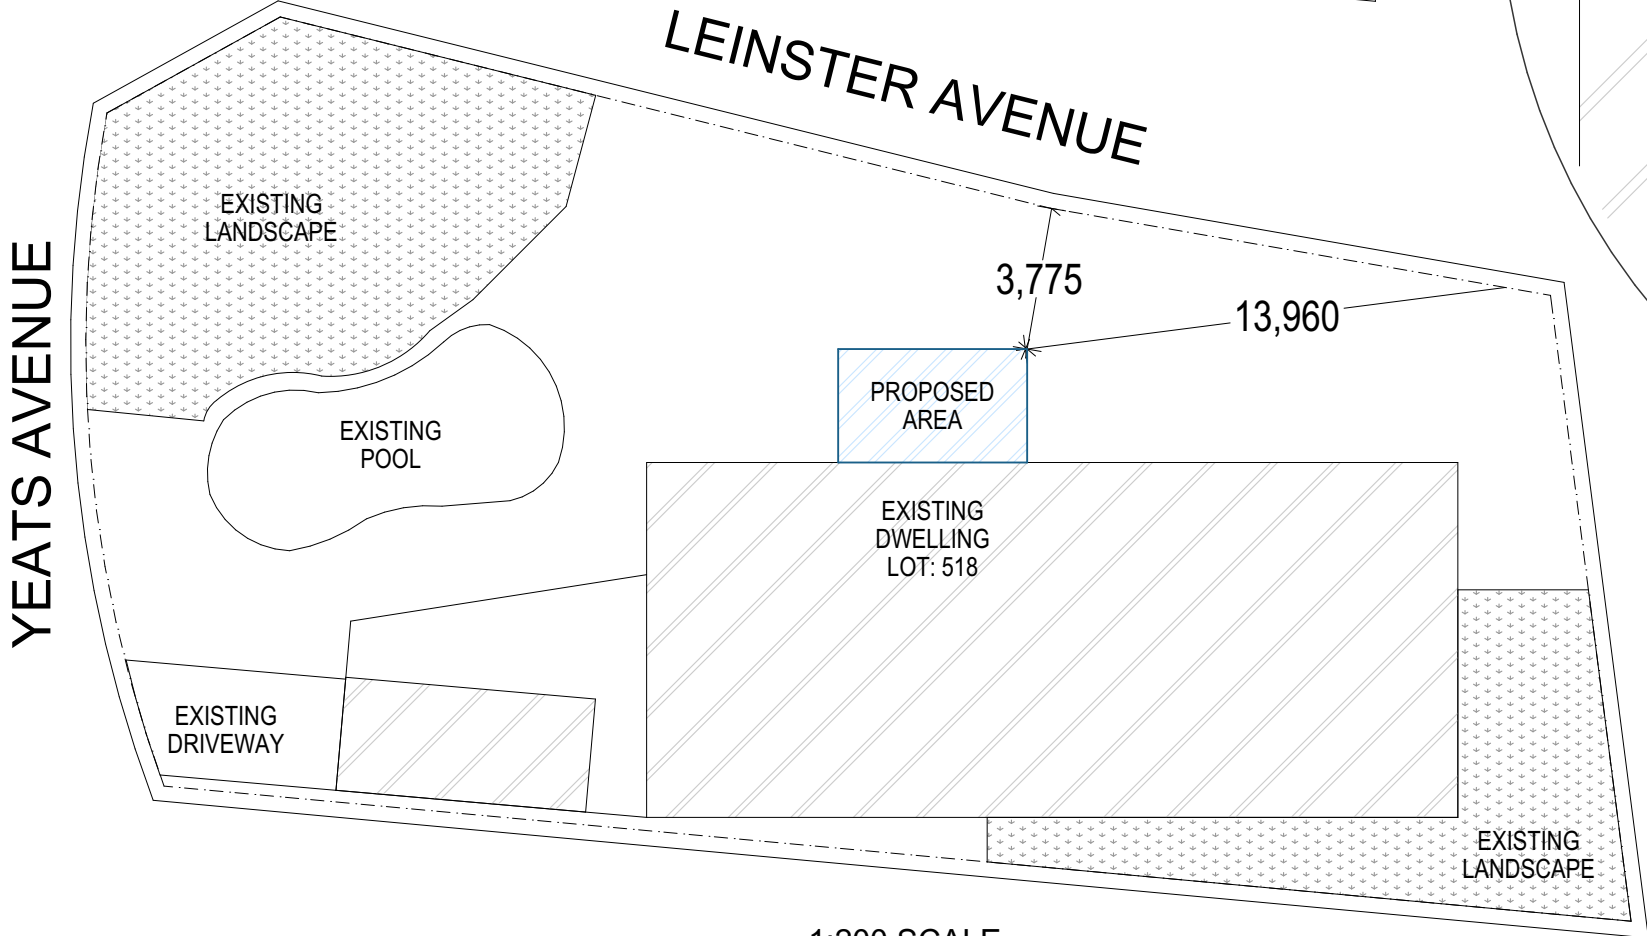 LEINSTER AVENUE
EXISTING
LANDSCAPE
YEATS AVENUE
3,775
13,960
PROPOSED
AREA
EXISTING
POOL
EXISTING
DWELLING
LOT: 518
EXISTING
DRIVEWAY
EXISTING
LANDSCAPE
SCALE